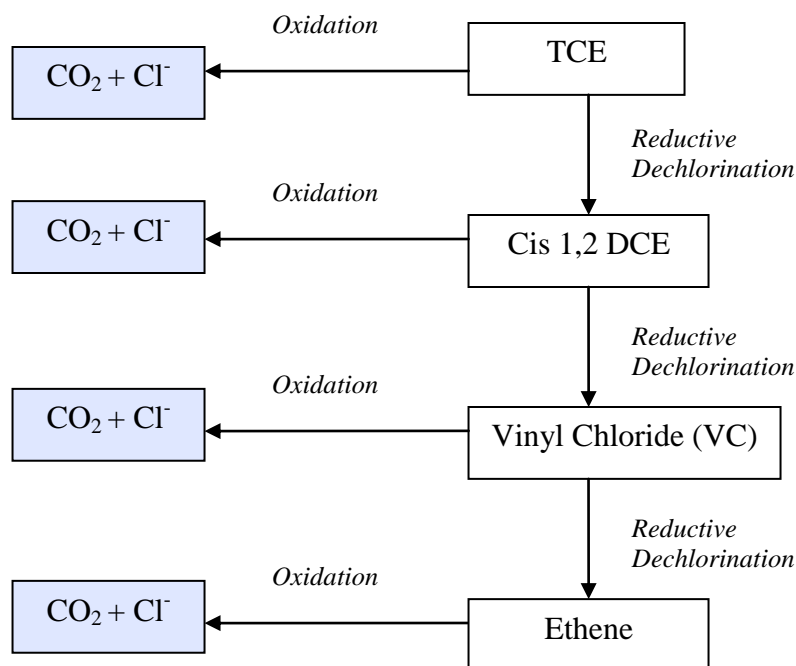 Oxidation
TCE
CO₂ + Cl⁻
Reductive
Dechlorination
Oxidation
CO₂ + Cl⁻
Cis 1,2 DCE
Reductive
Dechlorination
Oxidation
CO₂ + Cl⁻
Vinyl Chloride (VC)
Reductive
Dechlorination
Oxidation
CO₂ + Cl⁻
Ethene